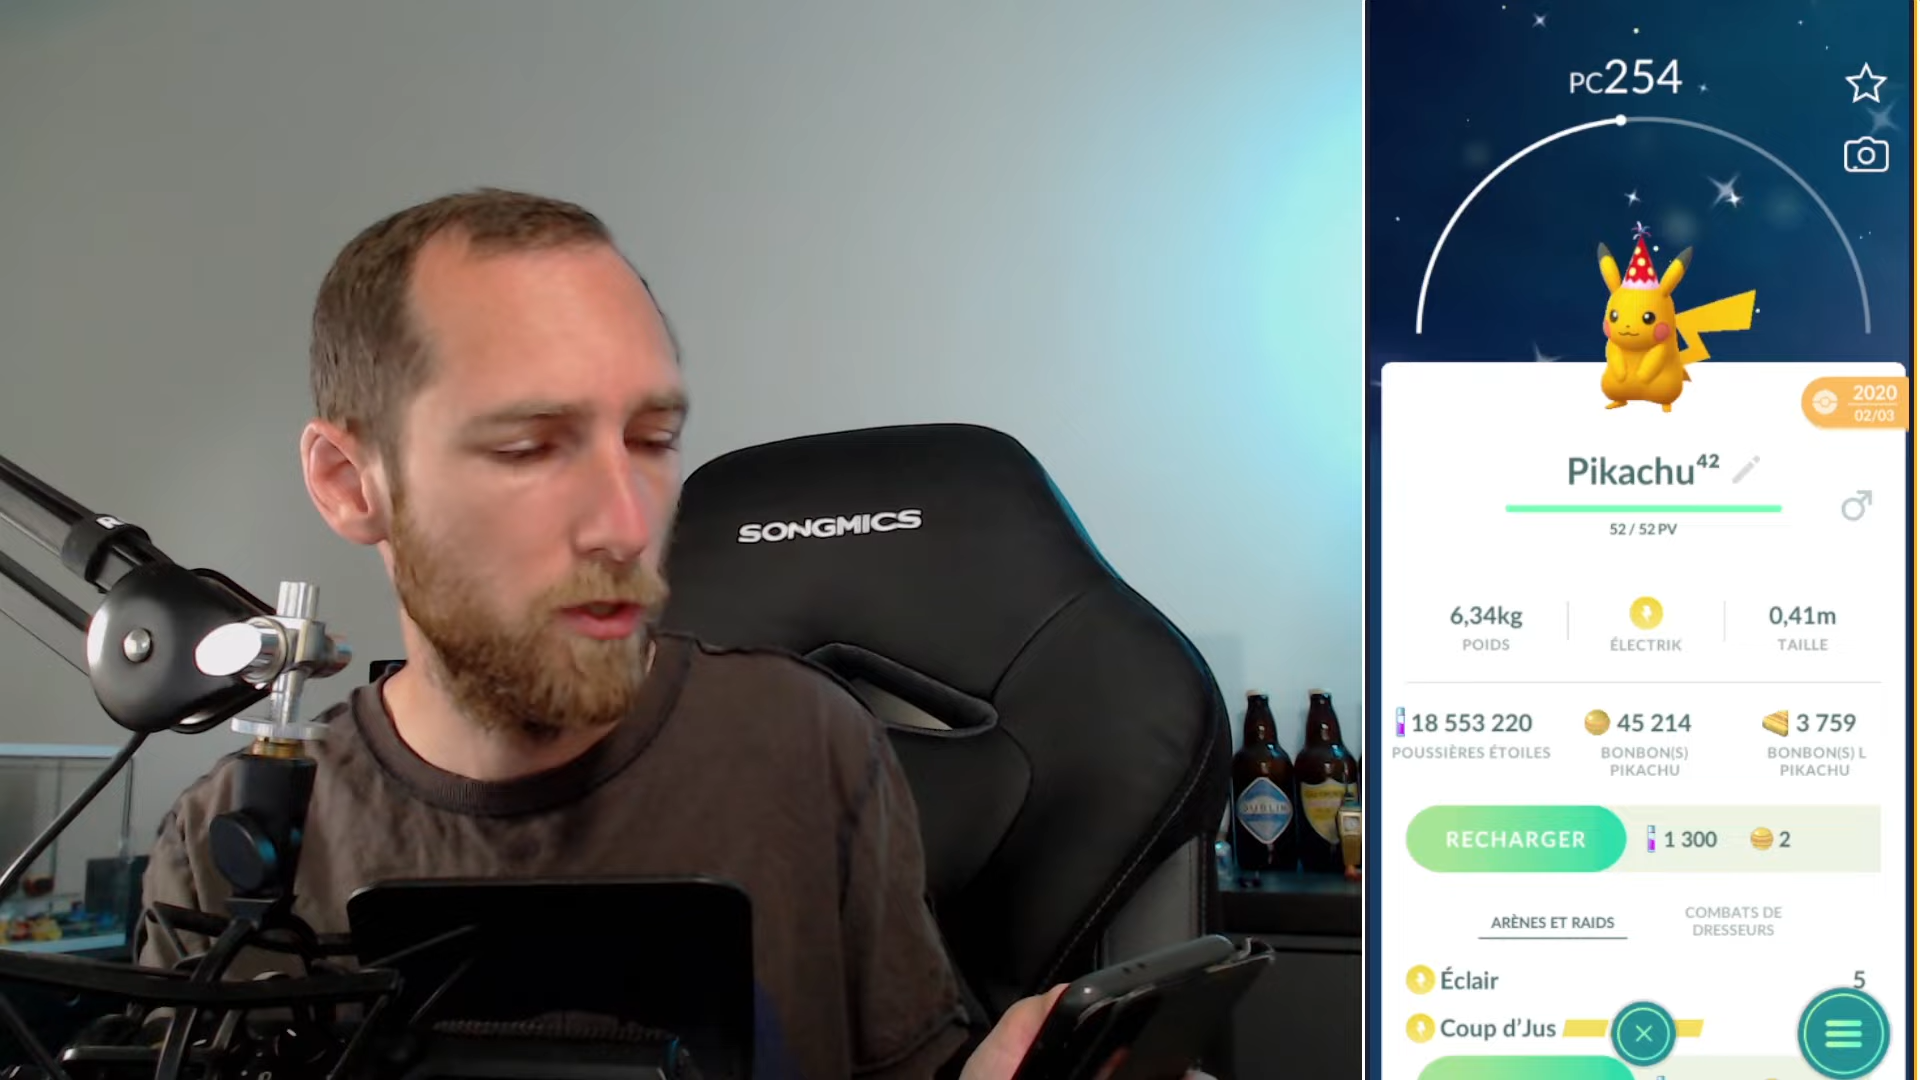 SONGMICS
R
DUBLIN
PC254
2020
02/03
Pikachu⁴²
52 / 52 PV
6,34kg
POIDS
ÉLECTRIK
0,41m
TAILLE
18 553 220
POUSSIÈRES ÉTOILES
45 214
BONBON(S)
PIKACHU
3 759
BONBON(S) L
PIKACHU
RECHARGER
1 300
2
ARÈNES ET RAIDS
COMBATS DE
DRESSEURS
Éclair
5
Coup d'Jus